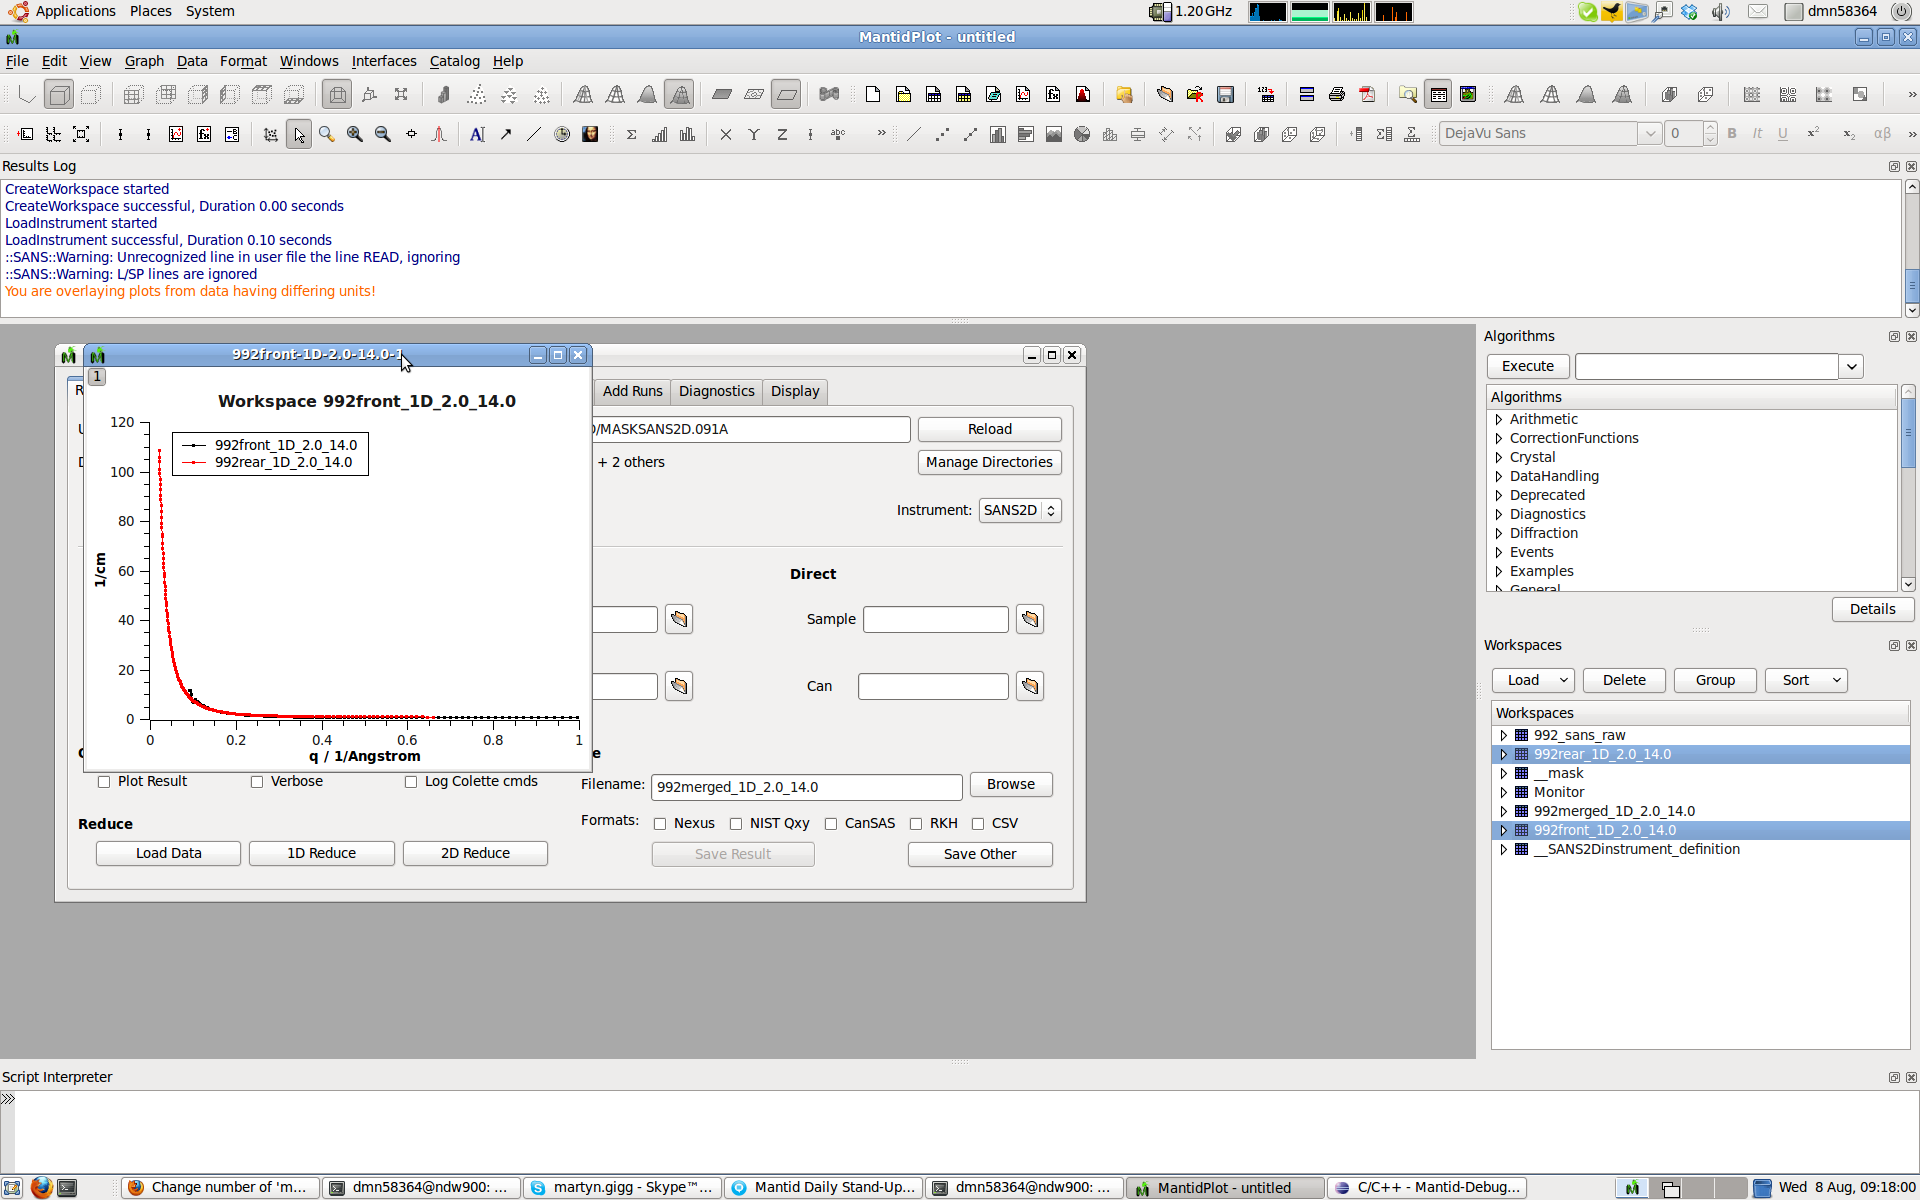 Applications Places System
1.20 GHz
dmn58364
MantidPlot - untitled
File Edit View Graph Data Format Windows Interfaces Catalog Help
DejaVu Sans
0
B It U x² x₂ αβ
Results Log
CreateWorkspace started
CreateWorkspace successful, Duration 0.00 seconds
LoadInstrument started
LoadInstrument successful, Duration 0.10 seconds
::SANS::Warning: Unrecognized line in user file the line READ, ignoring
::SANS::Warning: L/SP lines are ignored
You are overlaying plots from data having differing units!
992front-1D-2.0-14.0-1
1
Workspace 992front_1D_2.0_14.0
992front_1D_2.0_14.0
992rear_1D_2.0_14.0
120
100
80
60
40
20
0
1/cm
0 0.2 0.4 0.6 0.8 1
q / 1/Angstrom
Add Runs Diagnostics Display
/MASKSANS2D.091A
Reload
+ 2 others
Manage Directories
Instrument: SANS2D
Direct
Sample
Can
Plot Result Verbose Log Colette cmds
Filename: 992merged_1D_2.0_14.0 Browse
Formats: Nexus NIST Qxy CanSAS RKH CSV
Reduce
Load Data 1D Reduce 2D Reduce
Save Result Save Other
Algorithms
Execute
Algorithms
Arithmetic
CorrectionFunctions
Crystal
DataHandling
Deprecated
Diagnostics
Diffraction
Events
Examples
General
Details
Workspaces
Load Delete Group Sort
Workspaces
992_sans_raw
992rear_1D_2.0_14.0
__mask
Monitor
992merged_1D_2.0_14.0
992front_1D_2.0_14.0
__SANS2Dinstrument_definition
Script Interpreter
>>>
Change number of 'm...
dmn58364@ndw900: ...
martyn.gigg - Skype™...
Mantid Daily Stand-Up...
dmn58364@ndw900: ...
MantidPlot - untitled
C/C++ - Mantid-Debug...
Wed 8 Aug, 09:18:00